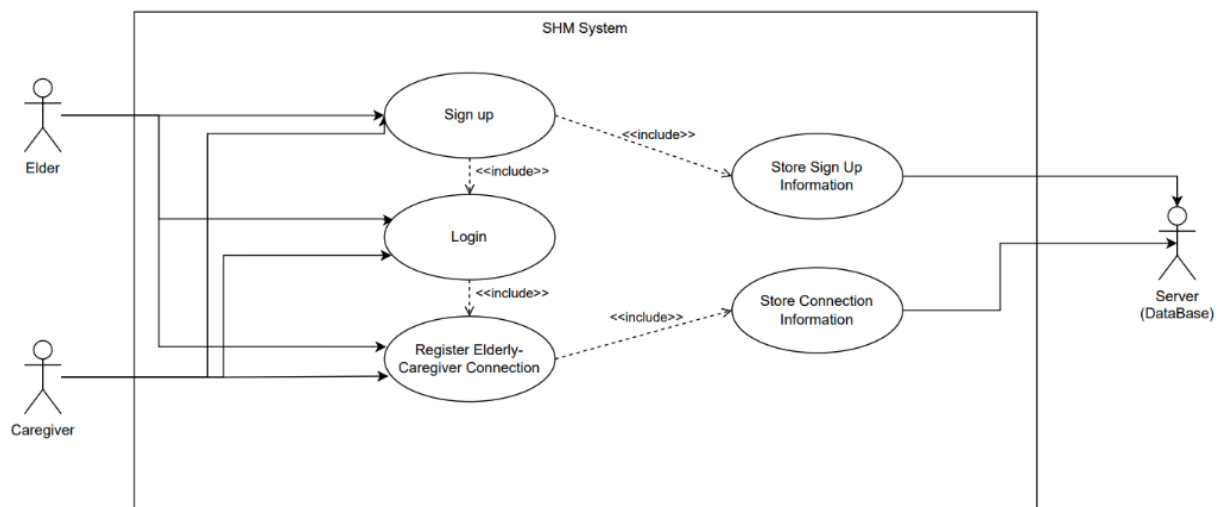 SHM System
Elder
Sign up
<<include>>
<<include>>
Store Sign Up
Information
Login
Server
(DataBase)
<<include>>
<<include>>
Store Connection
Information
Register Elderly-
Caregiver Connection
Caregiver